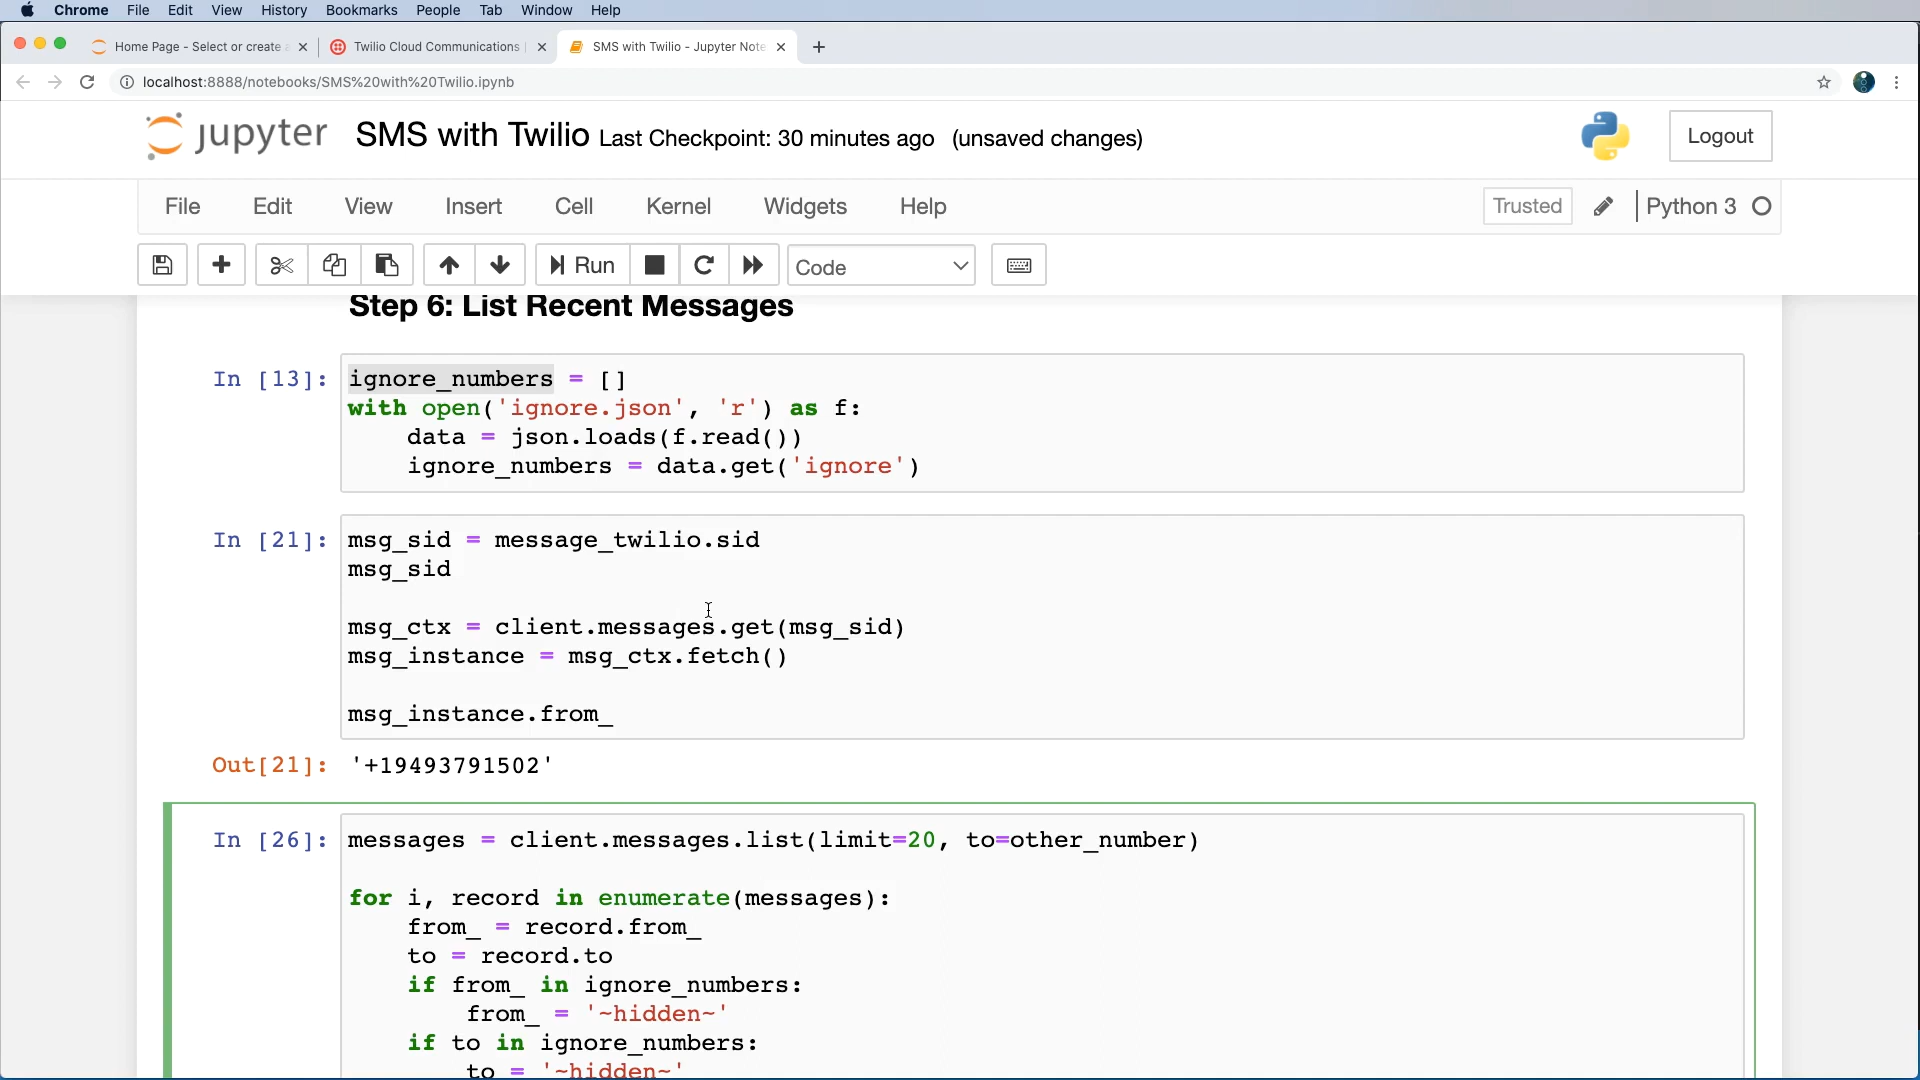 Chrome File Edit View History Bookmarks People Tab Window Help
Home Page - Select or create a
Twilio Cloud Communications
SMS with Twilio - Jupyter Note
localhost:8888/notebooks/SMS%20with%20Twilio.ipynb
jupyter SMS with Twilio Last Checkpoint: 30 minutes ago (unsaved changes)
Logout
File Edit View Insert Cell Kernel Widgets Help
Trusted
Python 3
Run
Code
Step 6: List Recent Messages
In [13]: ignore_numbers = []
with open('ignore.json', 'r') as f:
    data = json.loads(f.read())
    ignore_numbers = data.get('ignore')
In [21]: msg_sid = message_twilio.sid
msg_sid
msg_ctx = client.messages.get(msg_sid)
msg_instance = msg_ctx.fetch()
msg_instance.from_
Out[21]: '+19493791502'
In [26]: messages = client.messages.list(limit=20, to=other_number)
for i, record in enumerate(messages):
    from_ = record.from_
    to = record.to
    if from_ in ignore_numbers:
        from_ = '~hidden~'
    if to in ignore_numbers:
        to = '~hidden~'